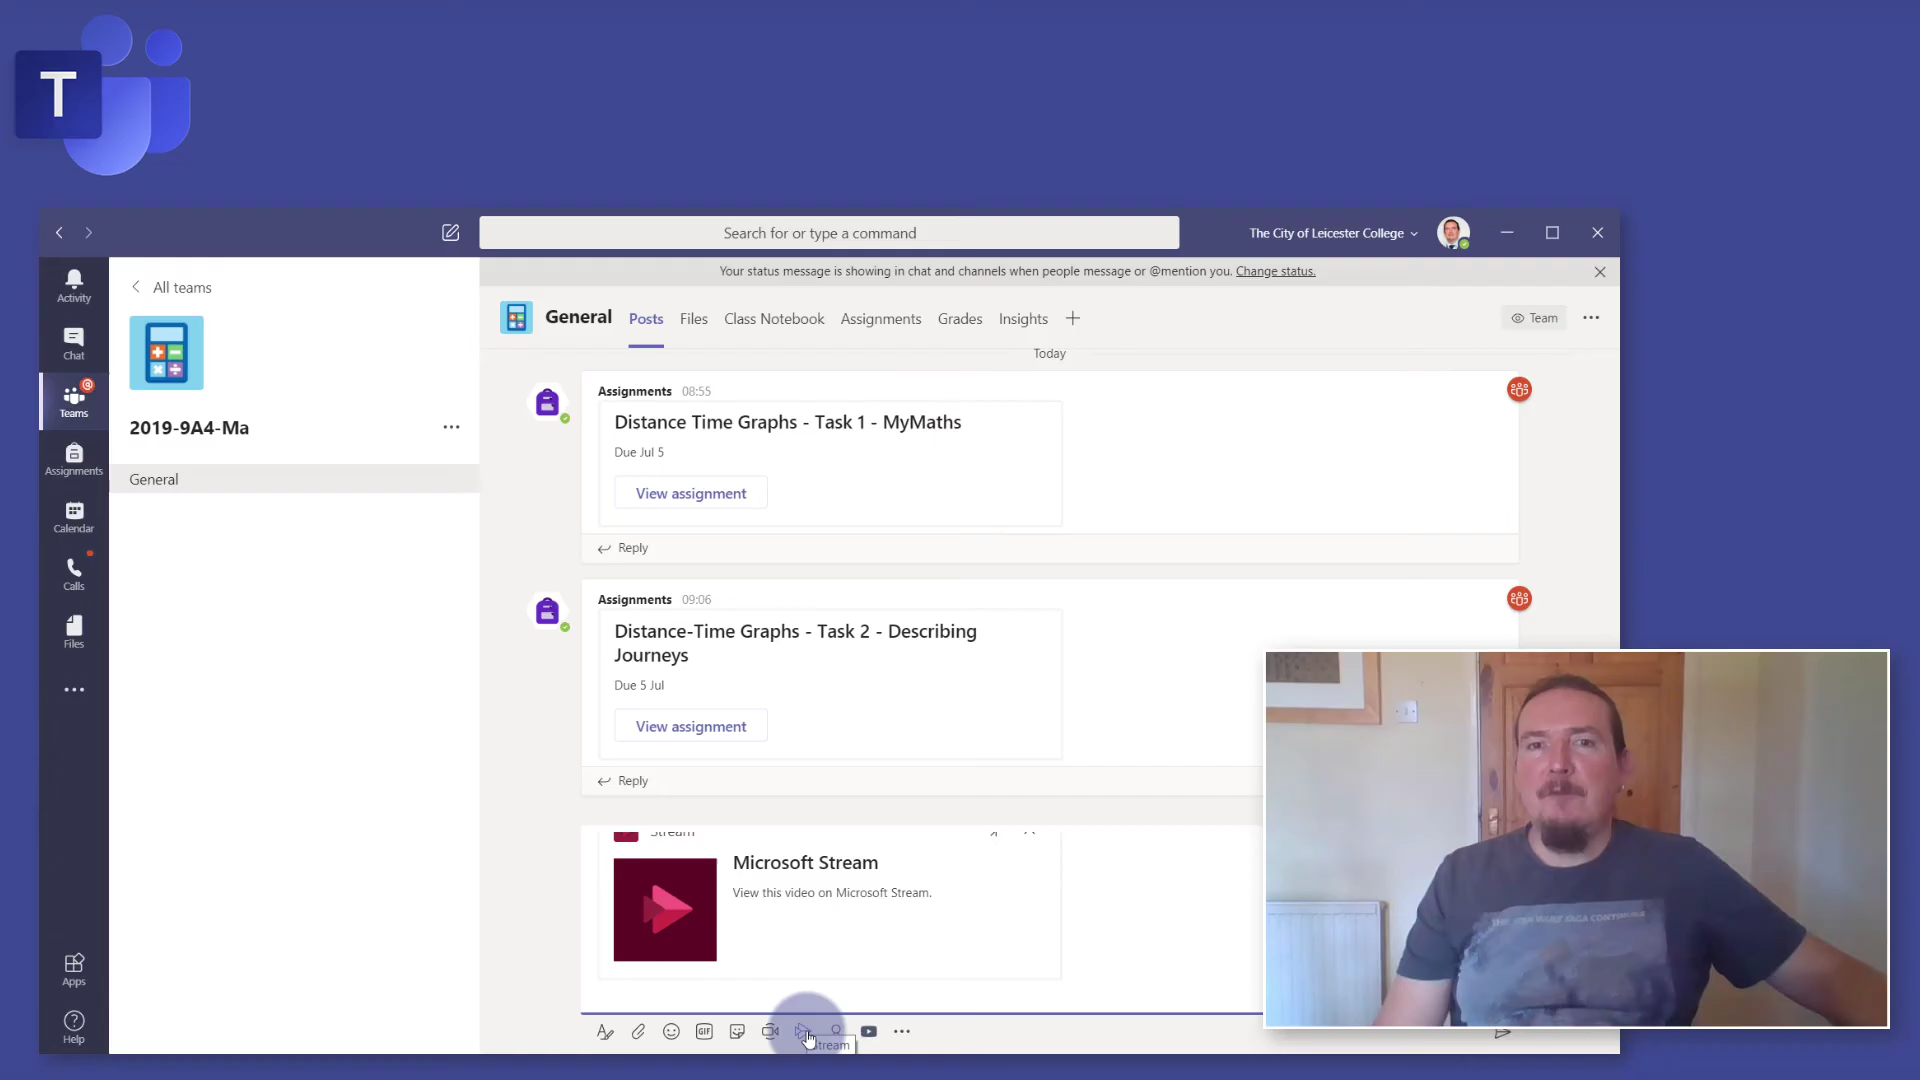 T
Search for or type a command
The City of Leicester College
Your status message is showing in chat and channels when people message or @mention you. Change status.
Activity
Chat
Teams
Assignments
Calendar
Calls
Files
Apps
Help
All teams
2019-9A4-Ma
General
General
Posts
Files
Class Notebook
Assignments
Grades
Insights
Team
Today
Assignments 08:55
Distance Time Graphs - Task 1 - MyMaths
Due Jul 5
View assignment
Reply
Assignments 09:06
Distance-Time Graphs - Task 2 - Describing
Journeys
Due 5 Jul
View assignment
Reply
Stream
Microsoft Stream
View this video on Microsoft Stream.
GIF
Stream